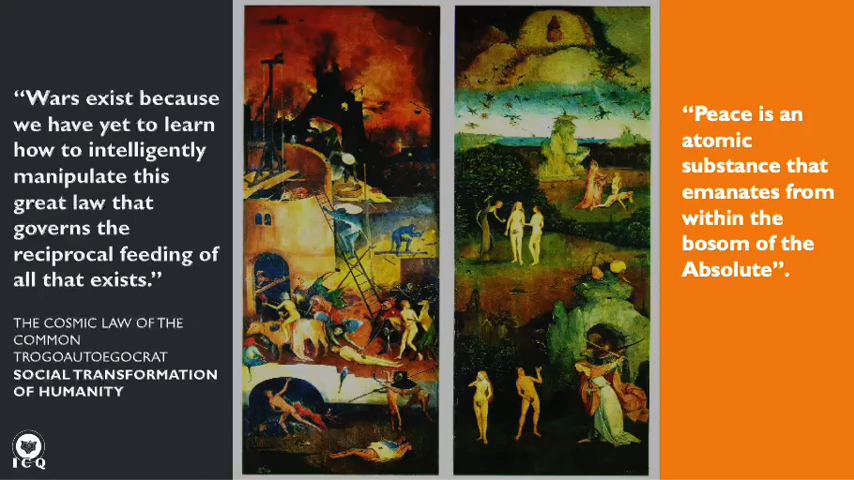 “Wars exist because
we have yet to learn
how to intelligently
manipulate this
great law that
governs the
reciprocal feeding of
all that exists.”
THE COSMIC LAW OF THE
COMMON
TROGOAUTOEGOCRAT
SOCIAL TRANSFORMATION
OF HUMANITY
ICQ
“Peace is an
atomic
substance that
emanates from
within the
bosom of the
Absolute”.